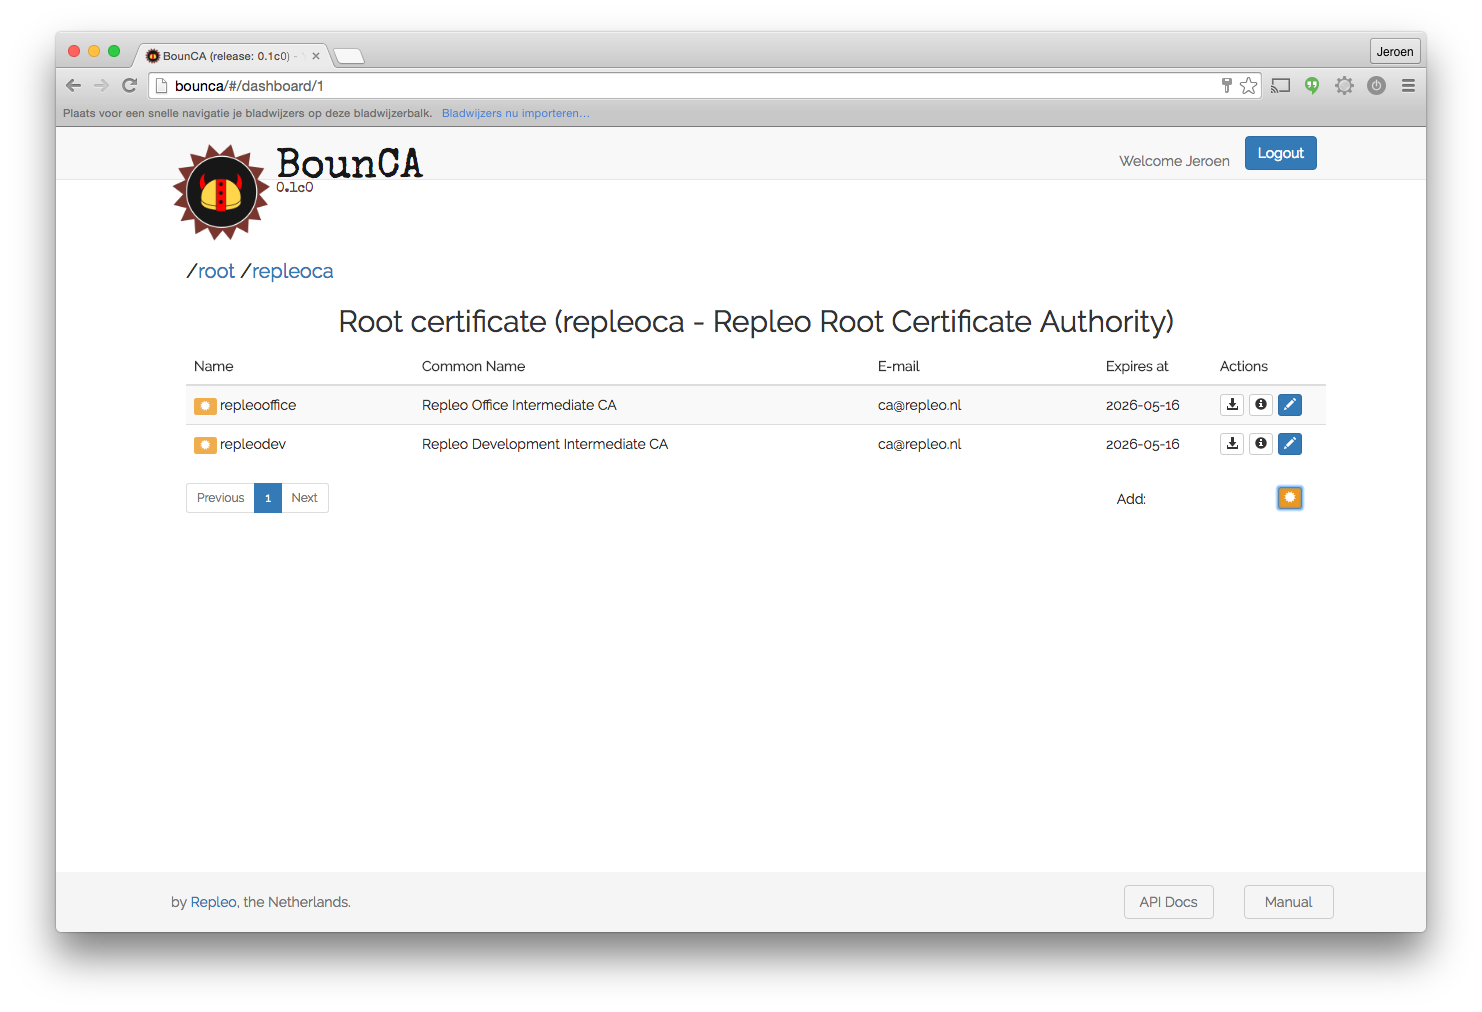 BounCA (release: 0.1c0) -
Jeroen
bounca/#/dashboard/1
Plaats voor een snelle navigatie je bladwijzers op deze bladwijzerbalk. Bladwijzers nu importeren...
BounCA
0.1c0
Welcome Jeroen
Logout
/root /repleoca
Root certificate (repleoca - Repleo Root Certificate Authority)
Name Common Name E-mail Expires at Actions
repleooffice Repleo Office Intermediate CA ca@repleo.nl 2026-05-16
repleodev Repleo Development Intermediate CA ca@repleo.nl 2026-05-16
Previous 1 Next Add:
by Repleo, the Netherlands. API Docs Manual